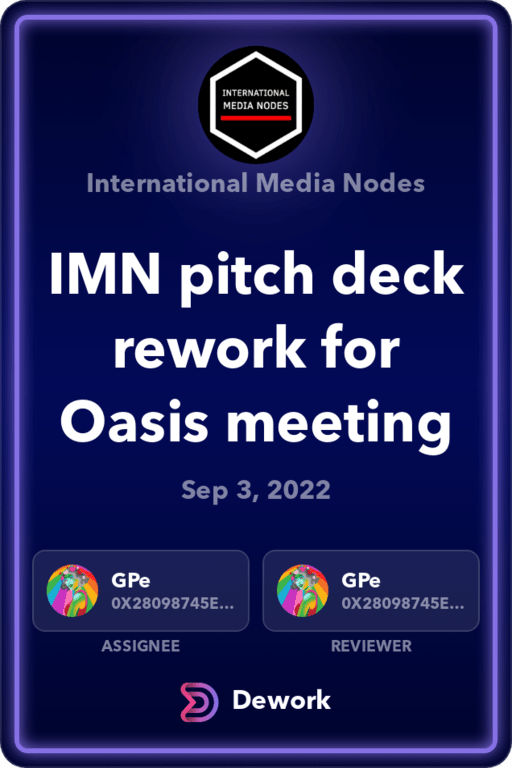 INTERNATIONAL
MEDIA NODES
International Media Nodes
IMN pitch deck
rework for
Oasis meeting
Sep 3, 2022
GPe
0X28098745E...
ASSIGNEE
GPe
0X28098745E...
REVIEWER
Dework